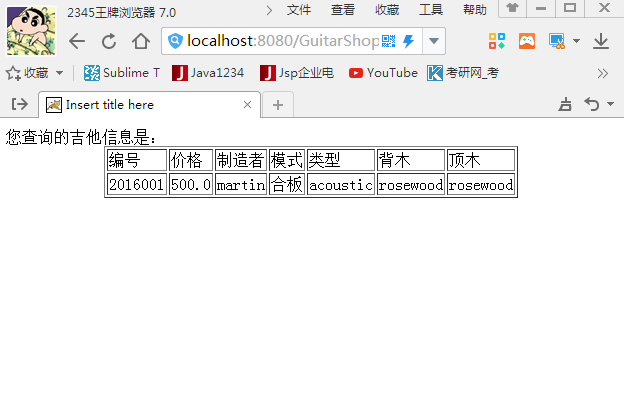 2345王牌浏览器 7.0 文件 查看 收藏 工具 帮助
localhost:8080/GuitarShop
收藏 Sublime T Java1234 Jsp企业电 YouTube 考研网_考
Insert title here
您查询的吉他信息是：
编号 价格 制造者 模式 类型 背木 顶木
2016001 500.0 martin 合板 acoustic rosewood rosewood